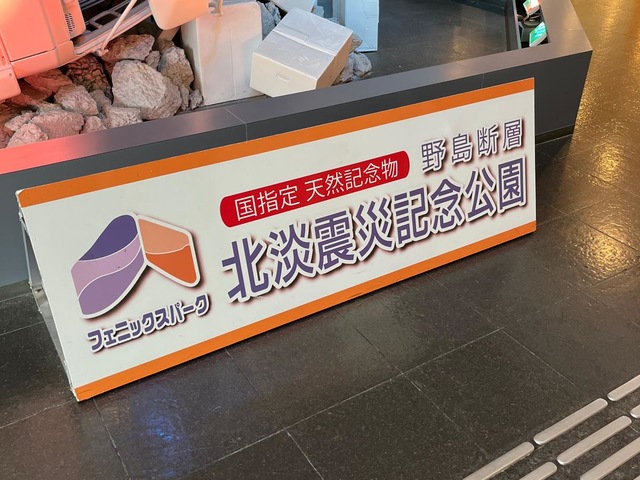 国指定 天然記念物
野島断層
北淡震災記念公園
フェニックスパーク